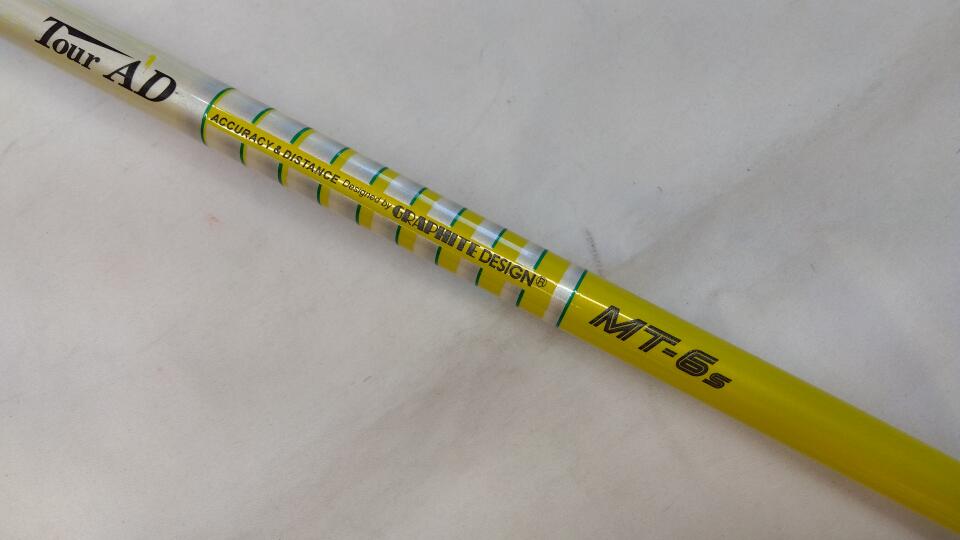 Tour AD
ACCURACY & DISTANCE Designed by GRAPHITE DESIGN®
MT-6s